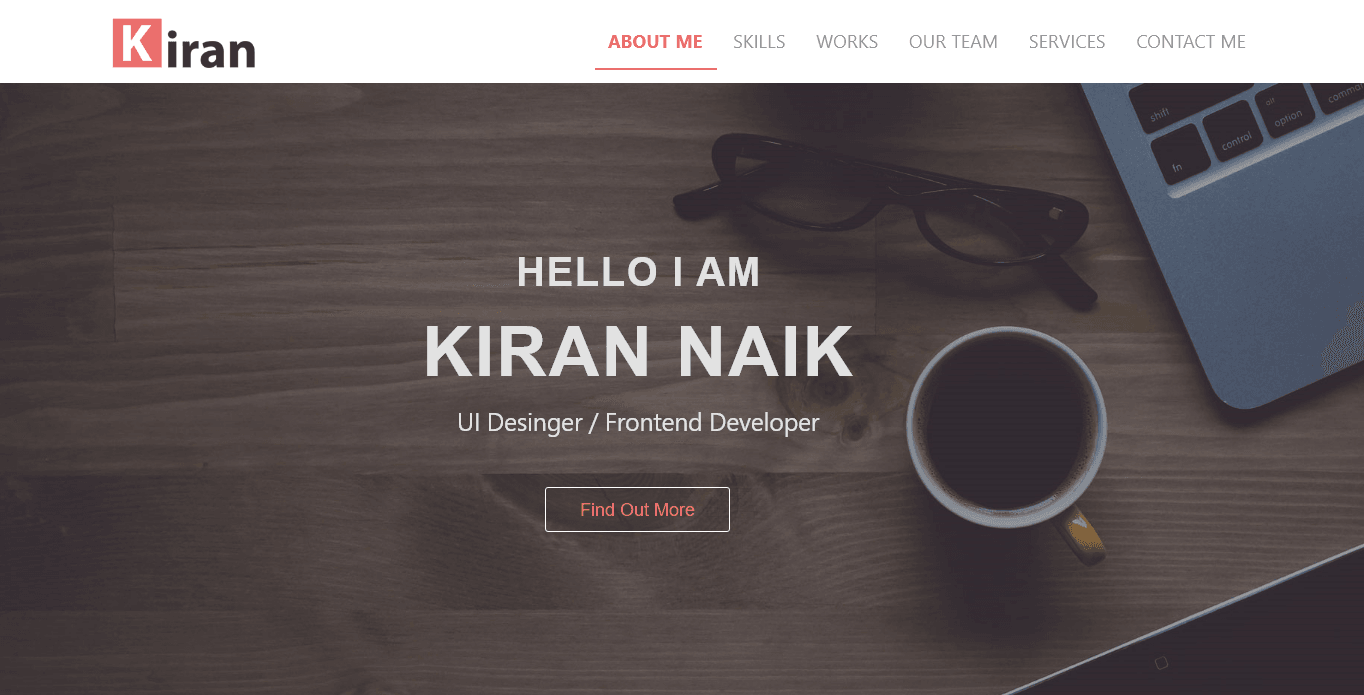 Kiran
ABOUT ME SKILLS WORKS OUR TEAM SERVICES CONTACT ME
shift
alt
option
command
fn
control
HELLO I AM
KIRAN NAIK
UI Desinger / Frontend Developer
Find Out More